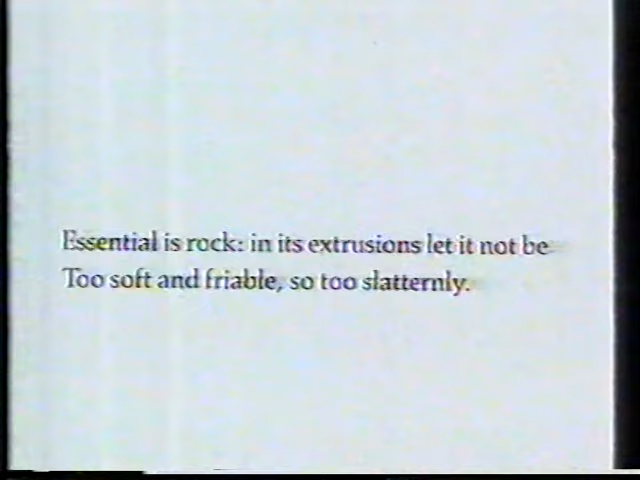 Essential is rock: in its extrusions let it not be
Too soft and friable, so too slatternly.